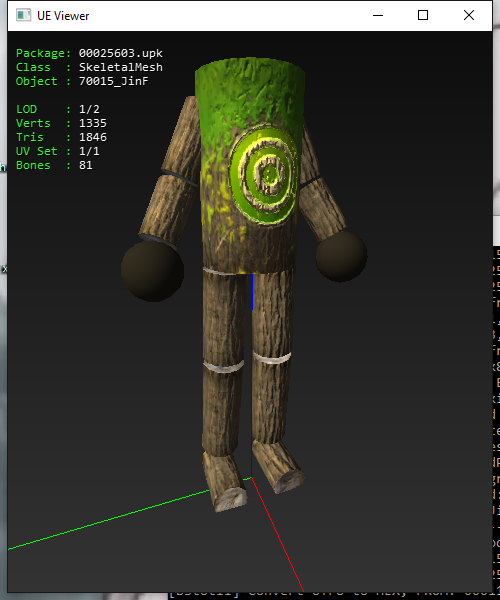 UE Viewer
Package: 00025603.upk
Class : SkeletalMesh
Object : 70015_JinF
LOD : 1/2
Verts : 1335
Tris : 1846
UV Set : 1/1
Bones : 81